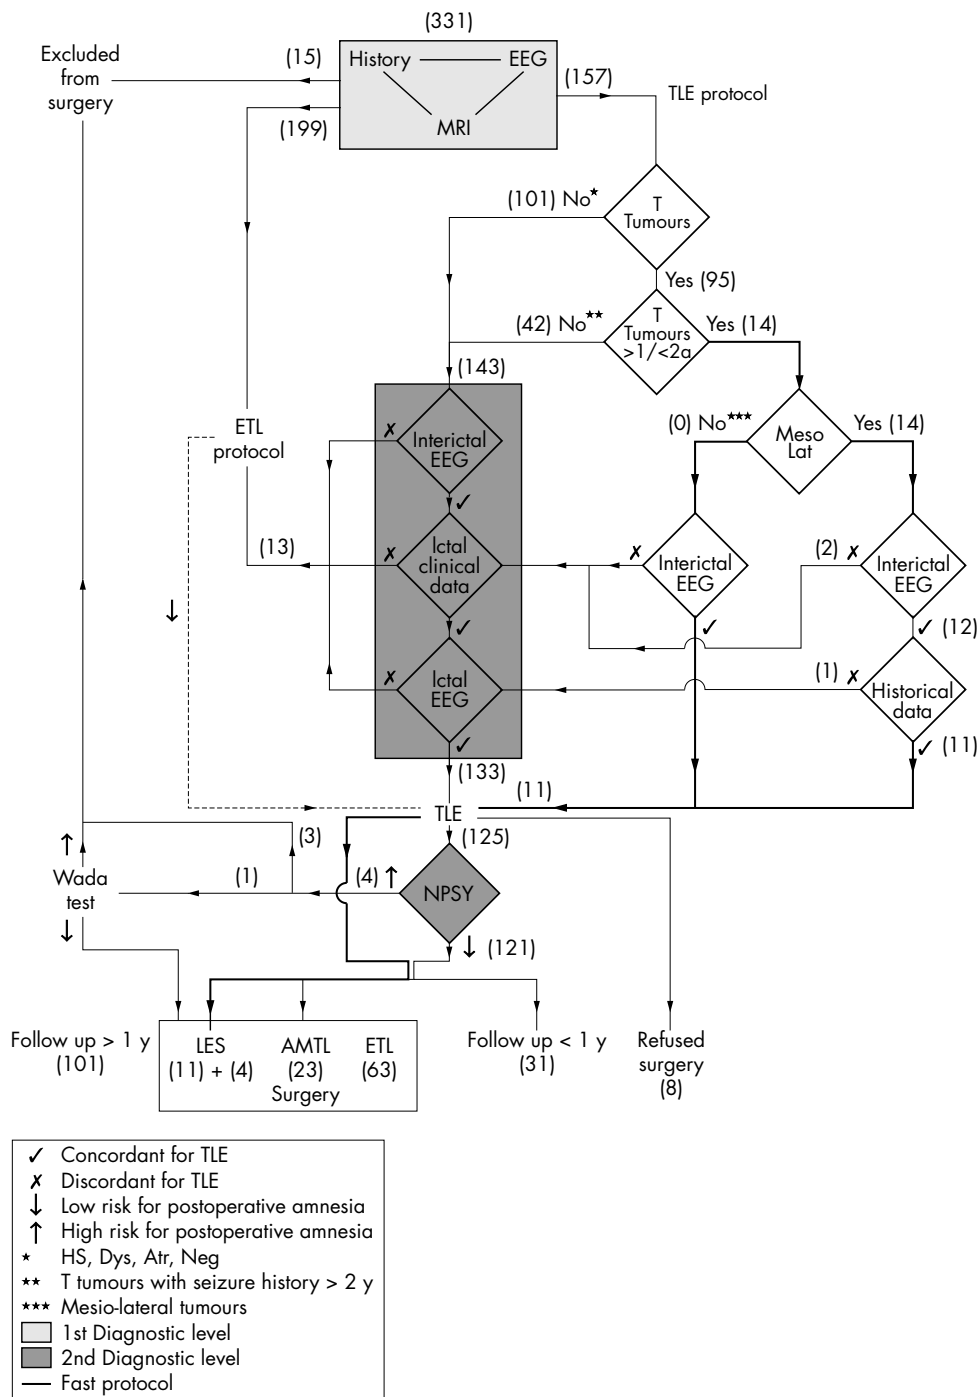 (331)
Excluded
from
surgery
(15)
History
EEG
MRI
(157)
TLE protocol
(199)
(101) No★
T
Tumours
Yes (95)
(42) No★★
T
Tumours
>1/<2a
Yes (14)
(143)
ETL
protocol
✗ Interictal
EEG
✓
(0) No★★★
Meso
Lat
Yes (14)
(13)
✗ Ictal
clinical
data
✓
✗
Interictal
EEG
✓
(2) ✗
Interictal
EEG
✓ (12)
↓
✗ Ictal
EEG
✓
(1) ✗
Historical
data
✓ (11)
(133)
(11)
TLE
(125)
(3)
↑
Wada
test
↓
(1)
(4) ↑
NPSY
↓ (121)
Follow up > 1 y
(101)
LES
(11) + (4)
AMTL
(23)
ETL
(63)
Surgery
Follow up < 1 y
(31)
Refused
surgery
(8)
✓ Concordant for TLE
✗ Discordant for TLE
↓ Low risk for postoperative amnesia
↑ High risk for postoperative amnesia
★ HS, Dys, Atr, Neg
★★ T tumours with seizure history > 2 y
★★★ Mesio-lateral tumours
1st Diagnostic level
2nd Diagnostic level
Fast protocol